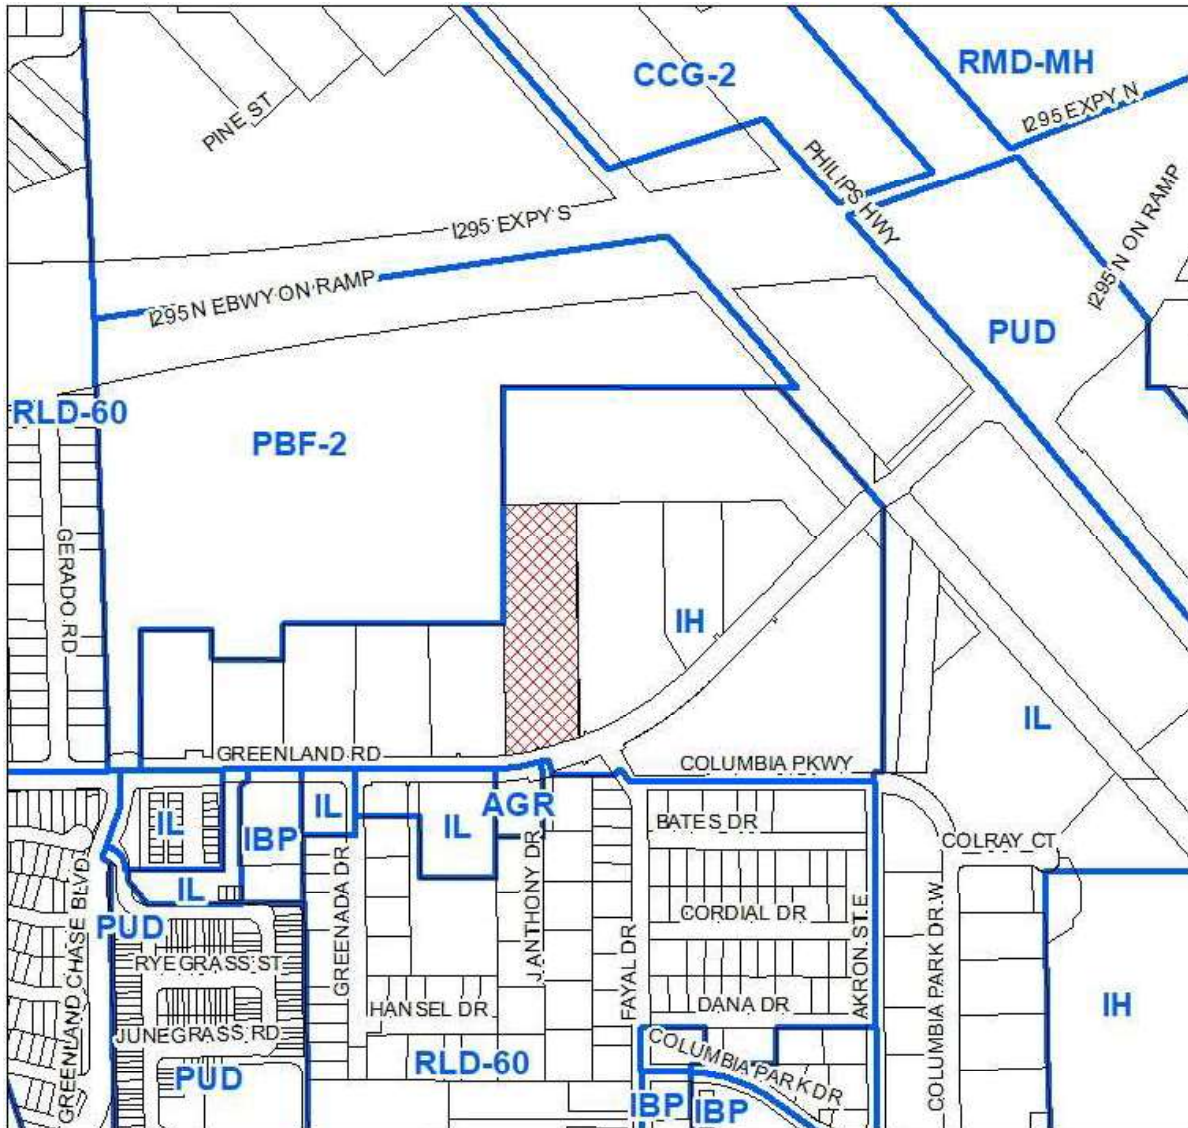 CCG-2
RMD-MH
PINE ST
I295 EXPY N
PHILIPS HWY
I295 EXPY S
I295 N ON RAMP
I295 N EBWY ON RAMP
PUD
RLD-60
PBF-2
GERADO RD
IH
IL
GREENLAND RD
COLUMBIA PKWY
AGR
IL
IL
IL
IBP
BATES DR
COLRAY CT
GREENLAND CHASE BLVD
IL
PUD
GREENADA DR
J ANTHONY DR
FAYAL DR
CORDIAL DR
AKRON ST E
COLUMBIA PARK DR W
RYEGRASS ST
HANSEL DR
DANA DR
IH
JUNEGRASS RD
PUD
RLD-60
COLUMBIA PARK DR
IBP
IBP